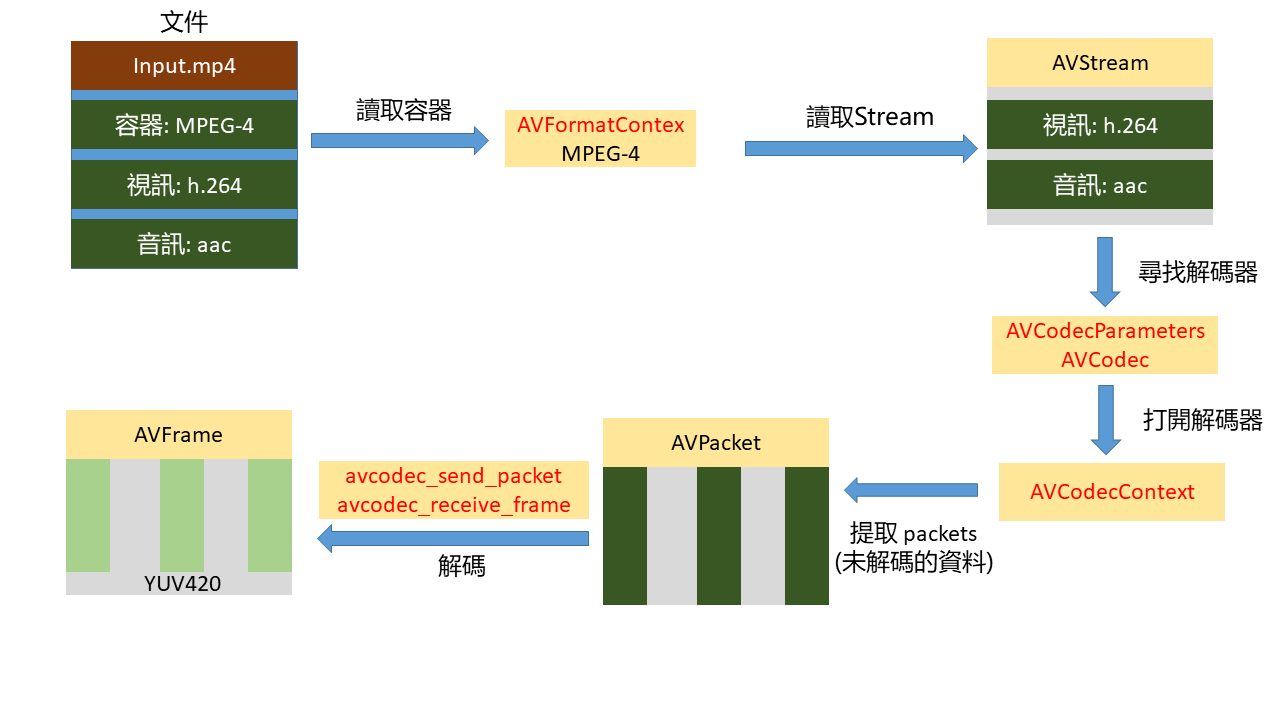 文件
Input.mp4
容器: MPEG-4
視訊: h.264
音訊: aac
讀取容器
AVFormatContex
MPEG-4
讀取Stream
AVStream
視訊: h.264
音訊: aac
尋找解碼器
AVCodecParameters
AVCodec
打開解碼器
AVCodecContext
提取 packets
(未解碼的資料)
AVPacket
avcodec_send_packet
avcodec_receive_frame
解碼
AVFrame
YUV420